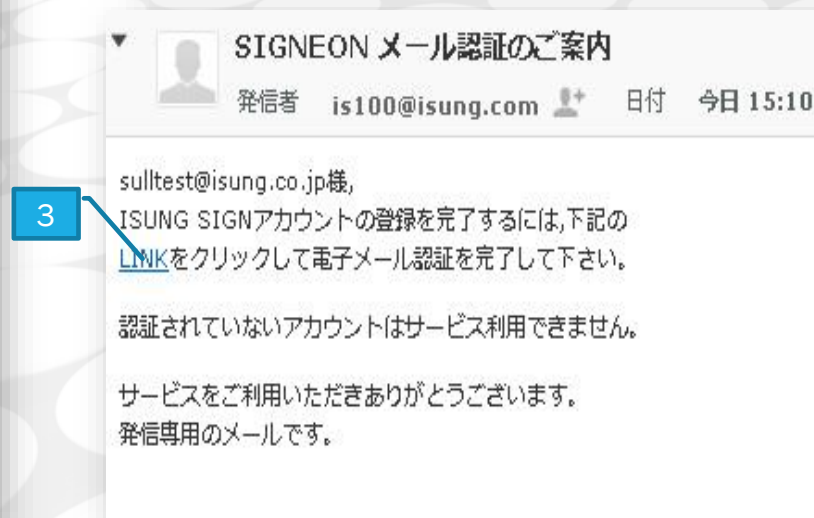 SIGNEON メール認証のご案内
発信者 is100@isung.com 日付 今日 15:10
sulltest@isung.co.jp様,
3
ISUNG SIGNアカウントの登録を完了するには,下記の
LINKをクリックして電子メール認証を完了して下さい。
認証されていないアカウントはサービス利用できません。
サービスをご利用いただきありがとうございます。
発信専用のメールです。